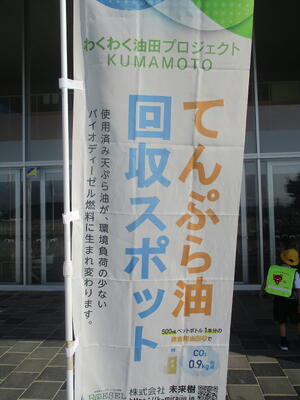 わくわく油田プロジェクト
KUMAMOTO
てんぷら油
回収スポット
使用済み天ぷら油が、環境負荷の少ない
バイオディーゼル燃料に生まれ変わります。
500mlペットボトル1本分の
CO₂
0.9kg
株式会社 未来樹